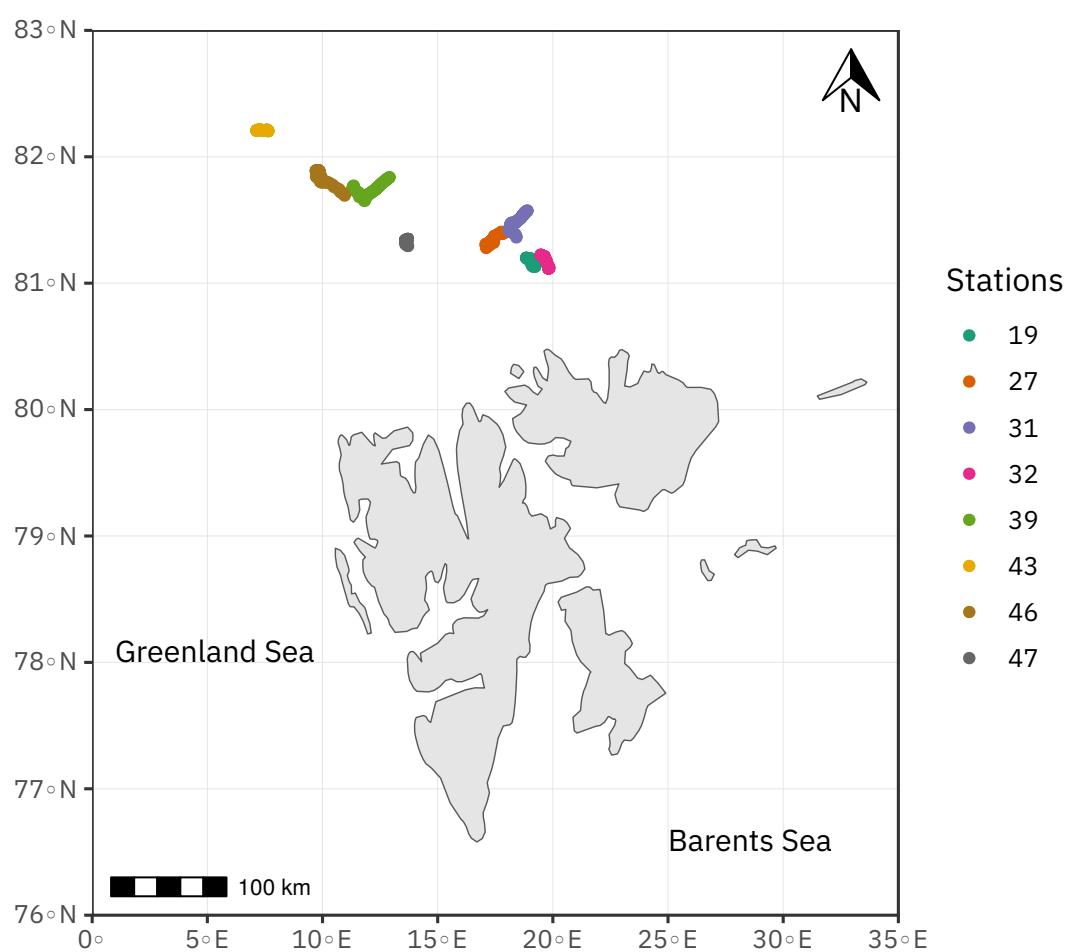 83◦N
82◦N
81◦N
80◦N
79◦N
78◦N
77◦N
76◦N
0◦
5◦E
10◦E
15◦E
20◦E
25◦E
30◦E
35◦E
N
Greenland Sea
Barents Sea
100 km
Stations
19
27
31
32
39
43
46
47